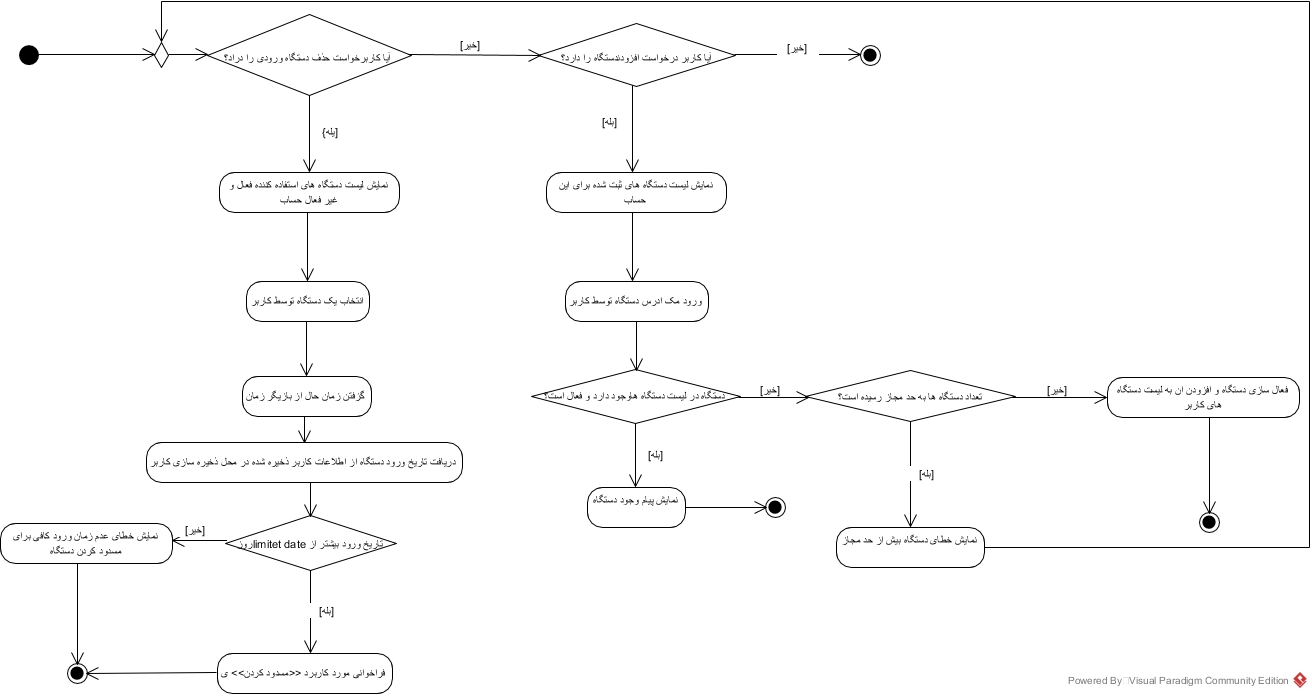 آیا کاربرخواست حذف دستگاه ورودی را دراد؟
[خیر]
آیا کاربر درخواست افزودندستگاه را دارد؟
[خیر]
{بله]
[بله]
نمایش لیست دستگاه های استفاده کننده فعال و
غیر فعال حساب
نمایش لیست دستگاه های ثبت شده برای این
حساب
انتخاب یک دستگاه توسط کاربر
ورود مک ادرس دستگاه توسط کاربر
گرفتن زمان حال از بازیگر زمان
دستگاه در لیست دستگاه هاوجود دارد و فعال است؟
[خیر]
تعداد دستگاه ها به حد مجاز رسیده است؟
[خیر]
فعال سازی دستگاه و افزودن ان به لیست دستگاه
های کاربر
دریافت تاریخ ورود دستگاه از اطلاعات کاربر ذخیره شده در محل ذخیره سازی کاربر
[بله]
[بله]
نمایش پیام وجود دستگاه
نمایش خطای دستگاه بیش از حد مجاز
تاریخ ورود بیشتر از limitet dateروز
[خیر]
نمایش خطای عدم زمان ورود کافی برای
مسدود کردن دستگاه
[بله]
فراخوانی مورد کاربرد <<مسدود کردن>> ی
Powered By Visual Paradigm Community Edition